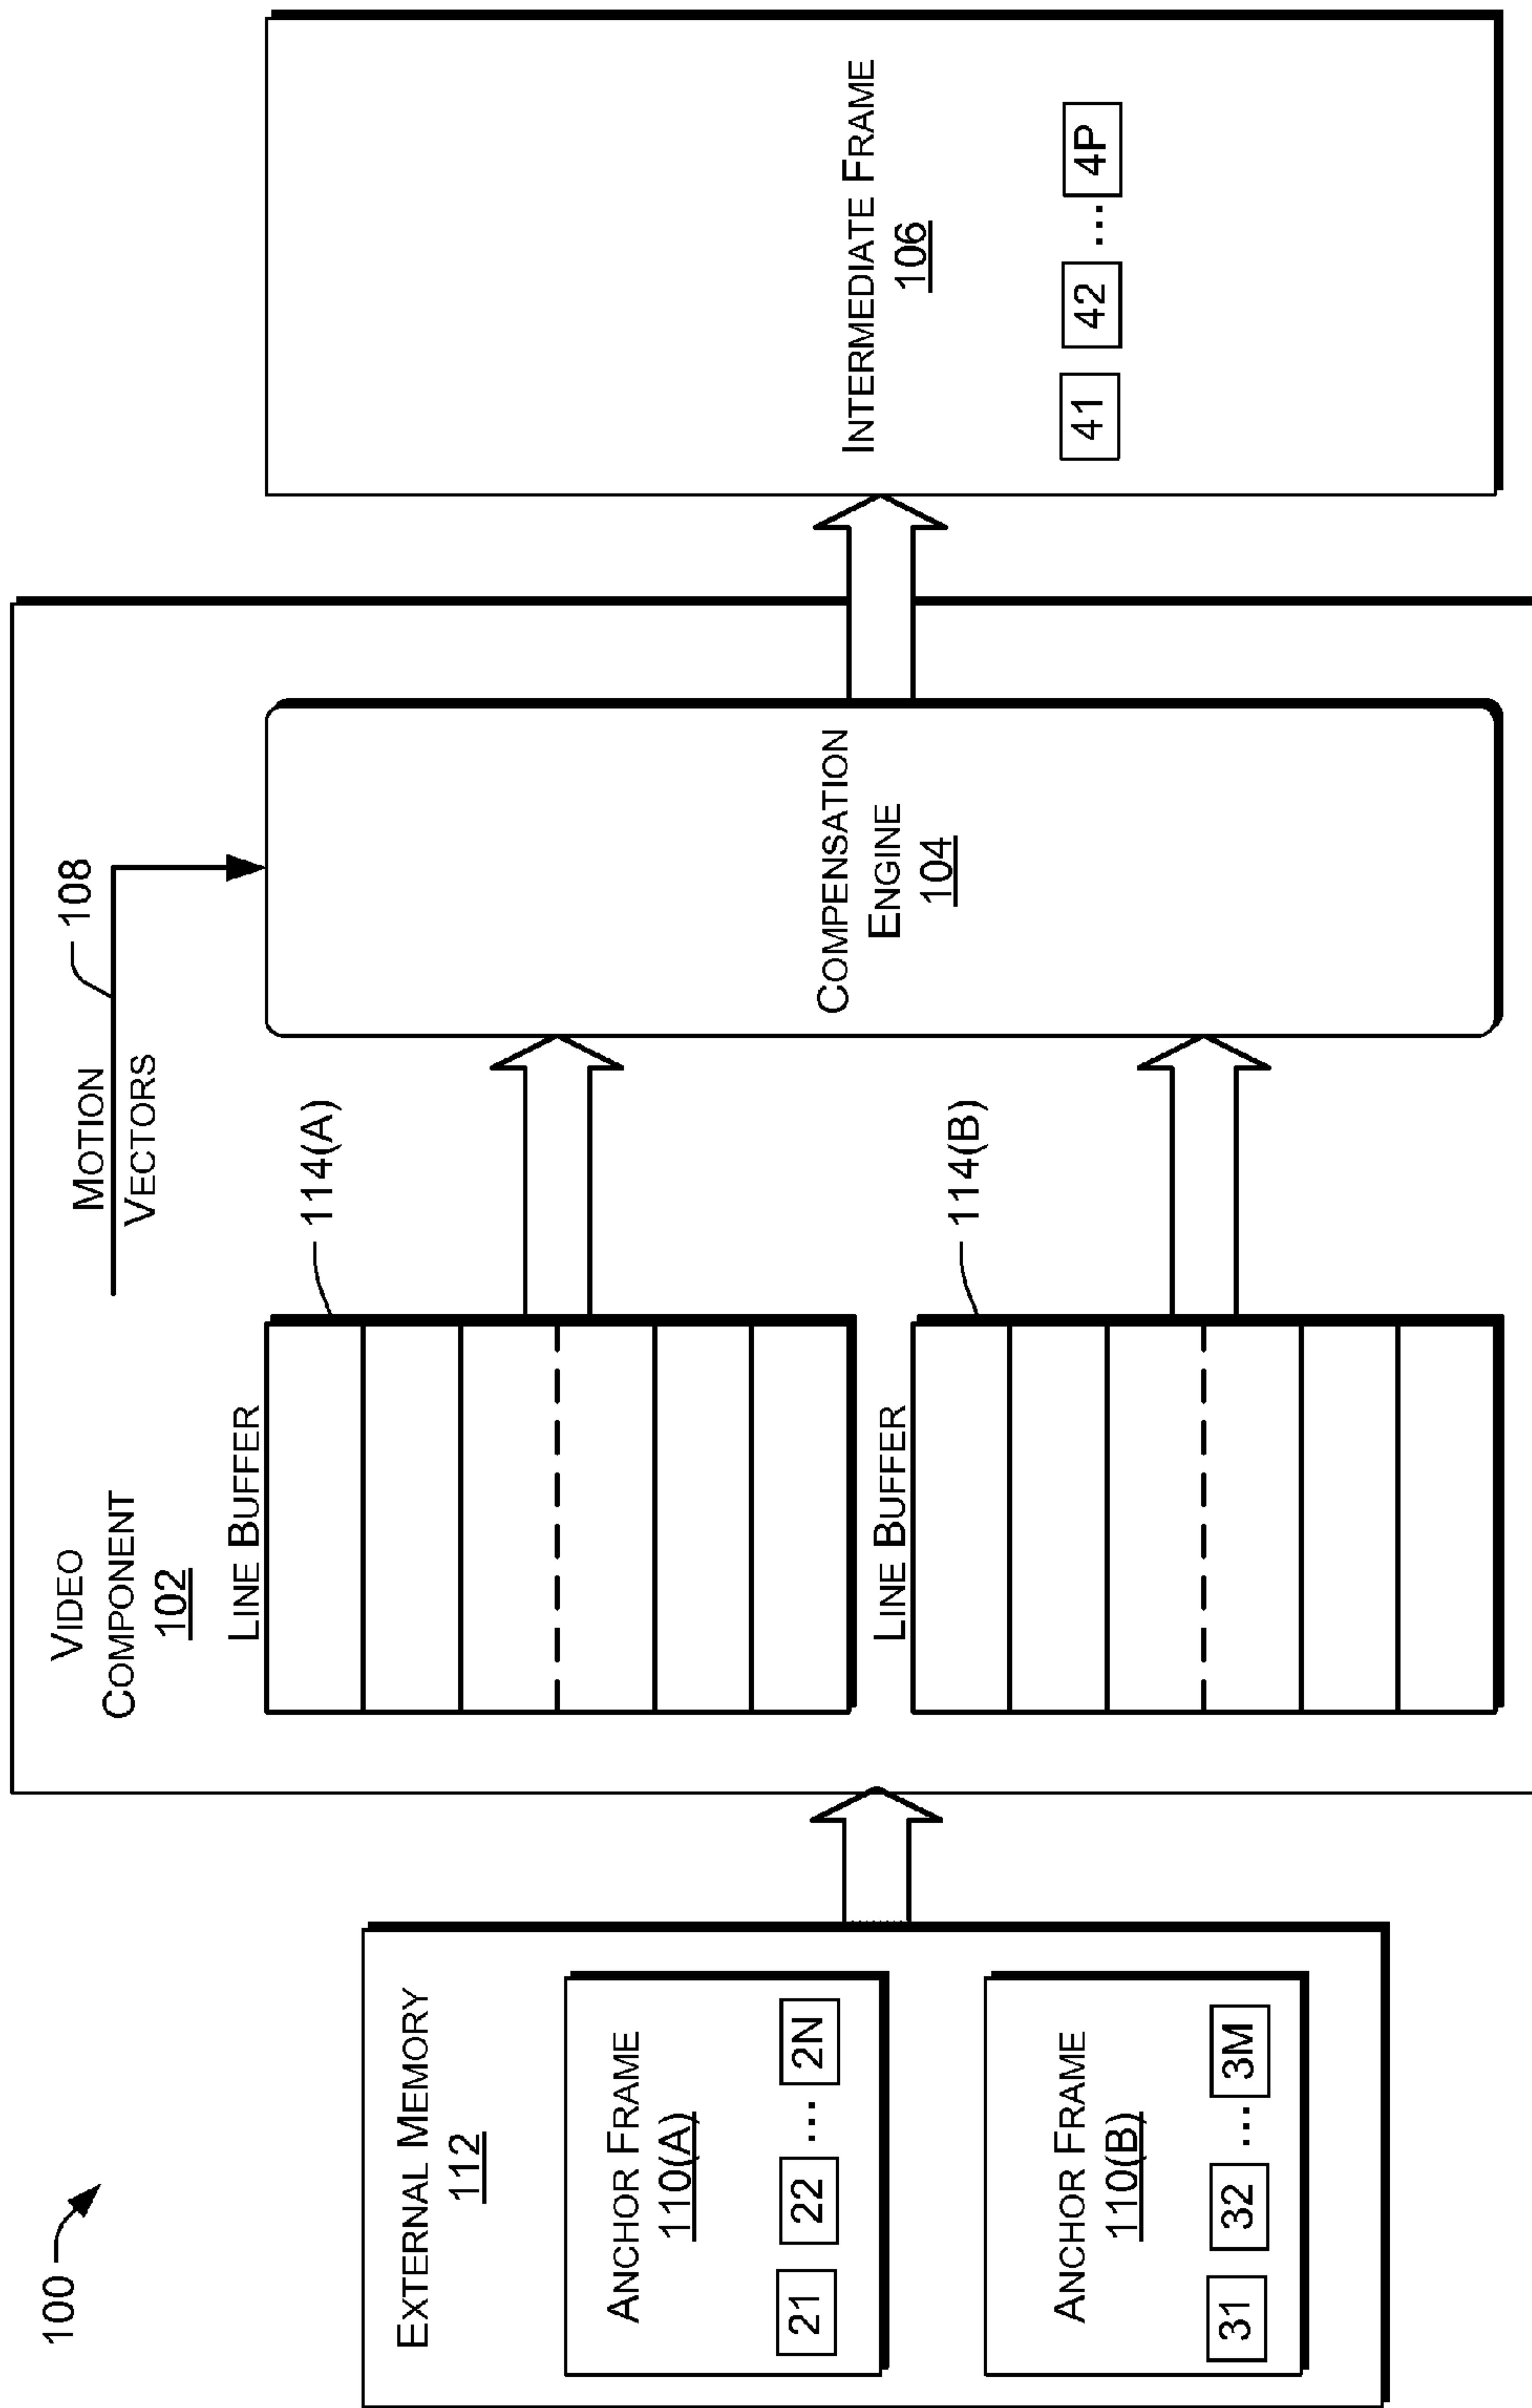 100
EXTERNAL MEMORY
112
ANCHOR FRAME
110(A)
21 22 ... 2N
ANCHOR FRAME
110(B)
31 32 ... 3M
VIDEO
COMPONENT
102
MOTION
VECTORS
108
LINE BUFFER
114(A)
LINE BUFFER
114(B)
COMPENSATION
ENGINE
104
INTERMEDIATE FRAME
106
41 42 ... 4P